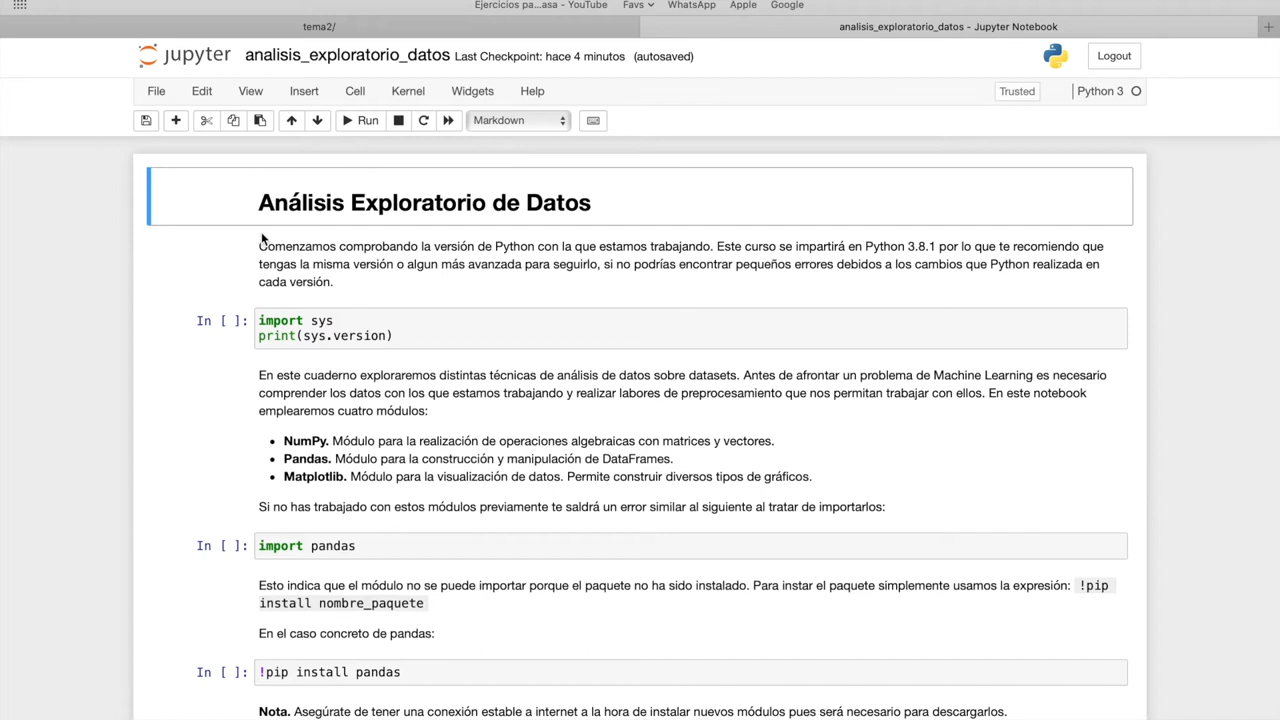 Ejercicios pa...asa - YouTube Favs WhatsApp Apple Google
tema2/ analisis_exploratorio_datos - Jupyter Notebook
jupyter analisis_exploratorio_datos Last Checkpoint: hace 4 minutos (autosaved) Logout
File Edit View Insert Cell Kernel Widgets Help Trusted Python 3
Run Markdown
Análisis Exploratorio de Datos
Comenzamos comprobando la versión de Python con la que estamos trabajando. Este curso se impartirá en Python 3.8.1 por lo que te recomiendo que
tengas la misma versión o algun más avanzada para seguirlo, si no podrías encontrar pequeños errores debidos a los cambios que Python realizada en
cada versión.
In [ ]: import sys
print(sys.version)
En este cuaderno exploraremos distintas técnicas de análisis de datos sobre datasets. Antes de afrontar un problema de Machine Learning es necesario
comprender los datos con los que estamos trabajando y realizar labores de preprocesamiento que nos permitan trabajar con ellos. En este notebook
emplearemos cuatro módulos:
• NumPy. Módulo para la realización de operaciones algebraicas con matrices y vectores.
• Pandas. Módulo para la construcción y manipulación de DataFrames.
• Matplotlib. Módulo para la visualización de datos. Permite construir diversos tipos de gráficos.
Si no has trabajado con estos módulos previamente te saldrá un error similar al siguiente al tratar de importarlos:
In [ ]: import pandas
Esto indica que el módulo no se puede importar porque el paquete no ha sido instalado. Para instar el paquete simplemente usamos la expresión: !pip
install nombre_paquete
En el caso concreto de pandas:
In [ ]: !pip install pandas
Nota. Asegúrate de tener una conexión estable a internet a la hora de instalar nuevos módulos pues será necesario para descargarlos.